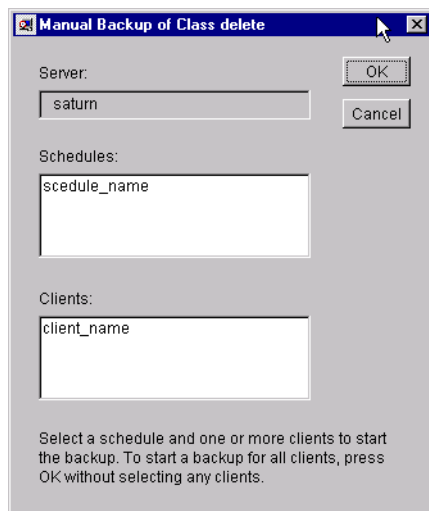 Manual Backup of Class delete
Server:
OK
saturn
Cancel
Schedules:
scedule_name
Clients:
client_name
Select a schedule and one or more clients to start
the backup. To start a backup for all clients, press
OK without selecting any clients.